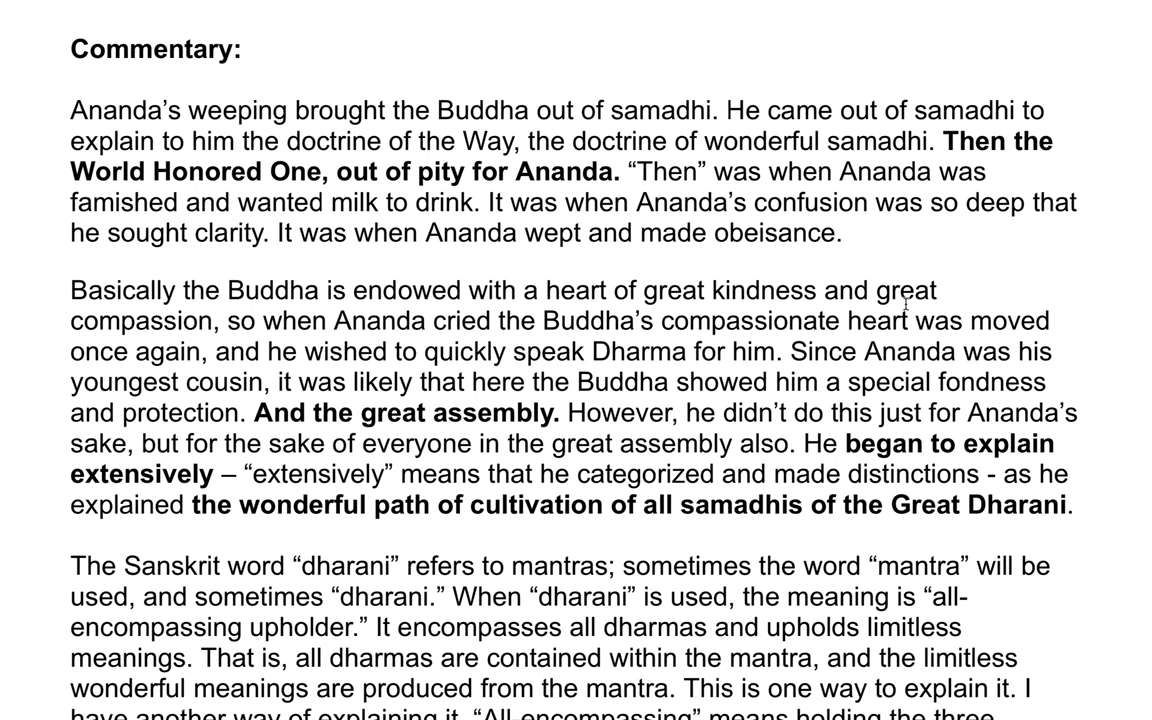 Commentary:
Ananda’s weeping brought the Buddha out of samadhi. He came out of samadhi to
explain to him the doctrine of the Way, the doctrine of wonderful samadhi. Then the
World Honored One, out of pity for Ananda. “Then” was when Ananda was
famished and wanted milk to drink. It was when Ananda’s confusion was so deep that
he sought clarity. It was when Ananda wept and made obeisance.
Basically the Buddha is endowed with a heart of great kindness and great
compassion, so when Ananda cried the Buddha’s compassionate heart was moved
once again, and he wished to quickly speak Dharma for him. Since Ananda was his
youngest cousin, it was likely that here the Buddha showed him a special fondness
and protection. And the great assembly. However, he didn’t do this just for Ananda’s
sake, but for the sake of everyone in the great assembly also. He began to explain
extensively – “extensively” means that he categorized and made distinctions - as he
explained the wonderful path of cultivation of all samadhis of the Great Dharani.
The Sanskrit word “dharani” refers to mantras; sometimes the word “mantra” will be
used, and sometimes “dharani.” When “dharani” is used, the meaning is “all-
encompassing upholder.” It encompasses all dharmas and upholds limitless
meanings. That is, all dharmas are contained within the mantra, and the limitless
wonderful meanings are produced from the mantra. This is one way to explain it. I
have another way of explaining it. “All-encompassing” means holding the three